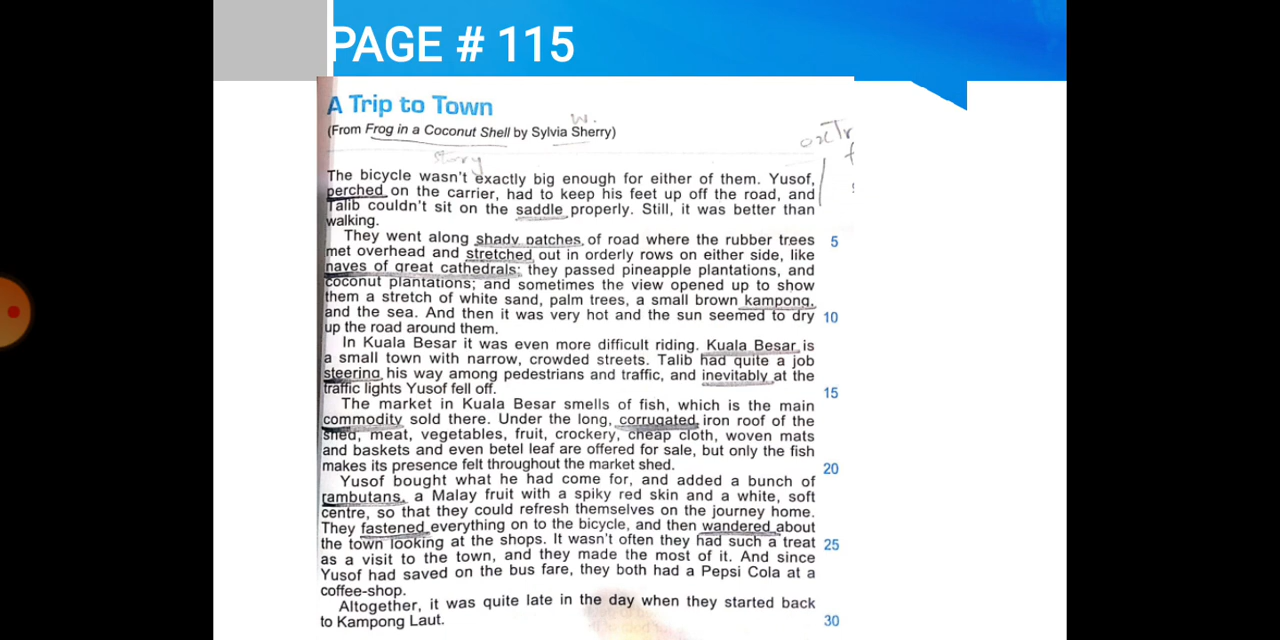 PAGE # 115
A Trip to Town
w.
(From Frog in a Coconut Shell by Sylvia Sherry)
story
The bicycle wasn't exactly big enough for either of them. Yusof,
perched on the carrier, had to keep his feet up off the road, and
Talib couldn't sit on the saddle properly. Still, it was better than
walking.
They went along shady patches of road where the rubber trees 5
met overhead and stretched out in orderly rows on either side, like
naves of great cathedrals; they passed pineapple plantations, and
coconut plantations; and sometimes the view opened up to show
them a stretch of white sand, palm trees, a small brown kampong,
and the sea. And then it was very hot and the sun seemed to dry 10
up the road around them.
In Kuala Besar it was even more difficult riding. Kuala Besar is
a small town with narrow, crowded streets. Talib had quite a job
steering his way among pedestrians and traffic, and inevitably at the
traffic lights Yusof fell off. 15
The market in Kuala Besar smells of fish, which is the main
commodity sold there. Under the long, corrugated iron roof of the
shed, meat, vegetables, fruit, crockery, cheap cloth, woven mats
and baskets and even betel leaf are offered for sale, but only the fish
makes its presence felt throughout the market shed. 20
Yusof bought what he had come for, and added a bunch of
rambutans, a Malay fruit with a spiky red skin and a white, soft
centre, so that they could refresh themselves on the journey home.
They fastened everything on to the bicycle, and then wandered about
the town looking at the shops. It wasn't often they had such a treat 25
as a visit to the town, and they made the most of it. And since
Yusof had saved on the bus fare, they both had a Pepsi Cola at a
coffee-shop.
Altogether, it was quite late in the day when they started back
to Kampong Laut. 30